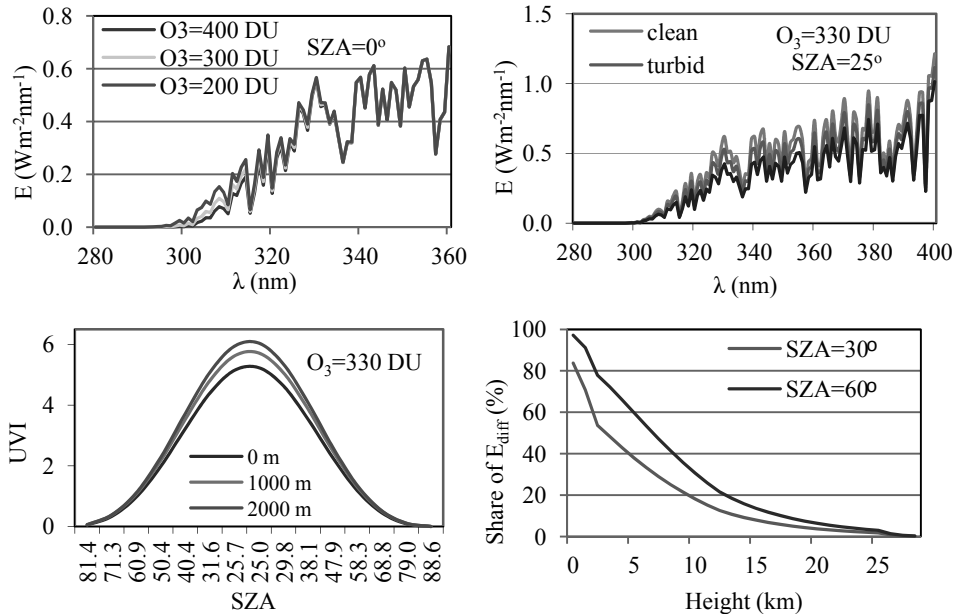 E (Wm-2nm-1)
0.8
0.6
0.4
0.2
0.0
O3=400 DU
O3=300 DU
O3=200 DU
SZA=0º
280 300 320 340 360
λ (nm)
E (Wm-2nm-1)
1.5
1.0
0.5
0.0
clean
turbid
O3=330 DU
SZA=25º
280 300 320 340 360 380 400
λ (nm)
UVI
6
4
2
0
O3=330 DU
0 m
1000 m
2000 m
81.4 71.3 60.9 50.4 40.4 31.6 25.7 25.0 29.8 38.1 47.9 58.3 68.8 79.0 88.6
SZA
Share of Ediff (%)
100
80
60
40
20
0
SZA=30º
SZA=60º
0 5 10 15 20 25
Height (km)